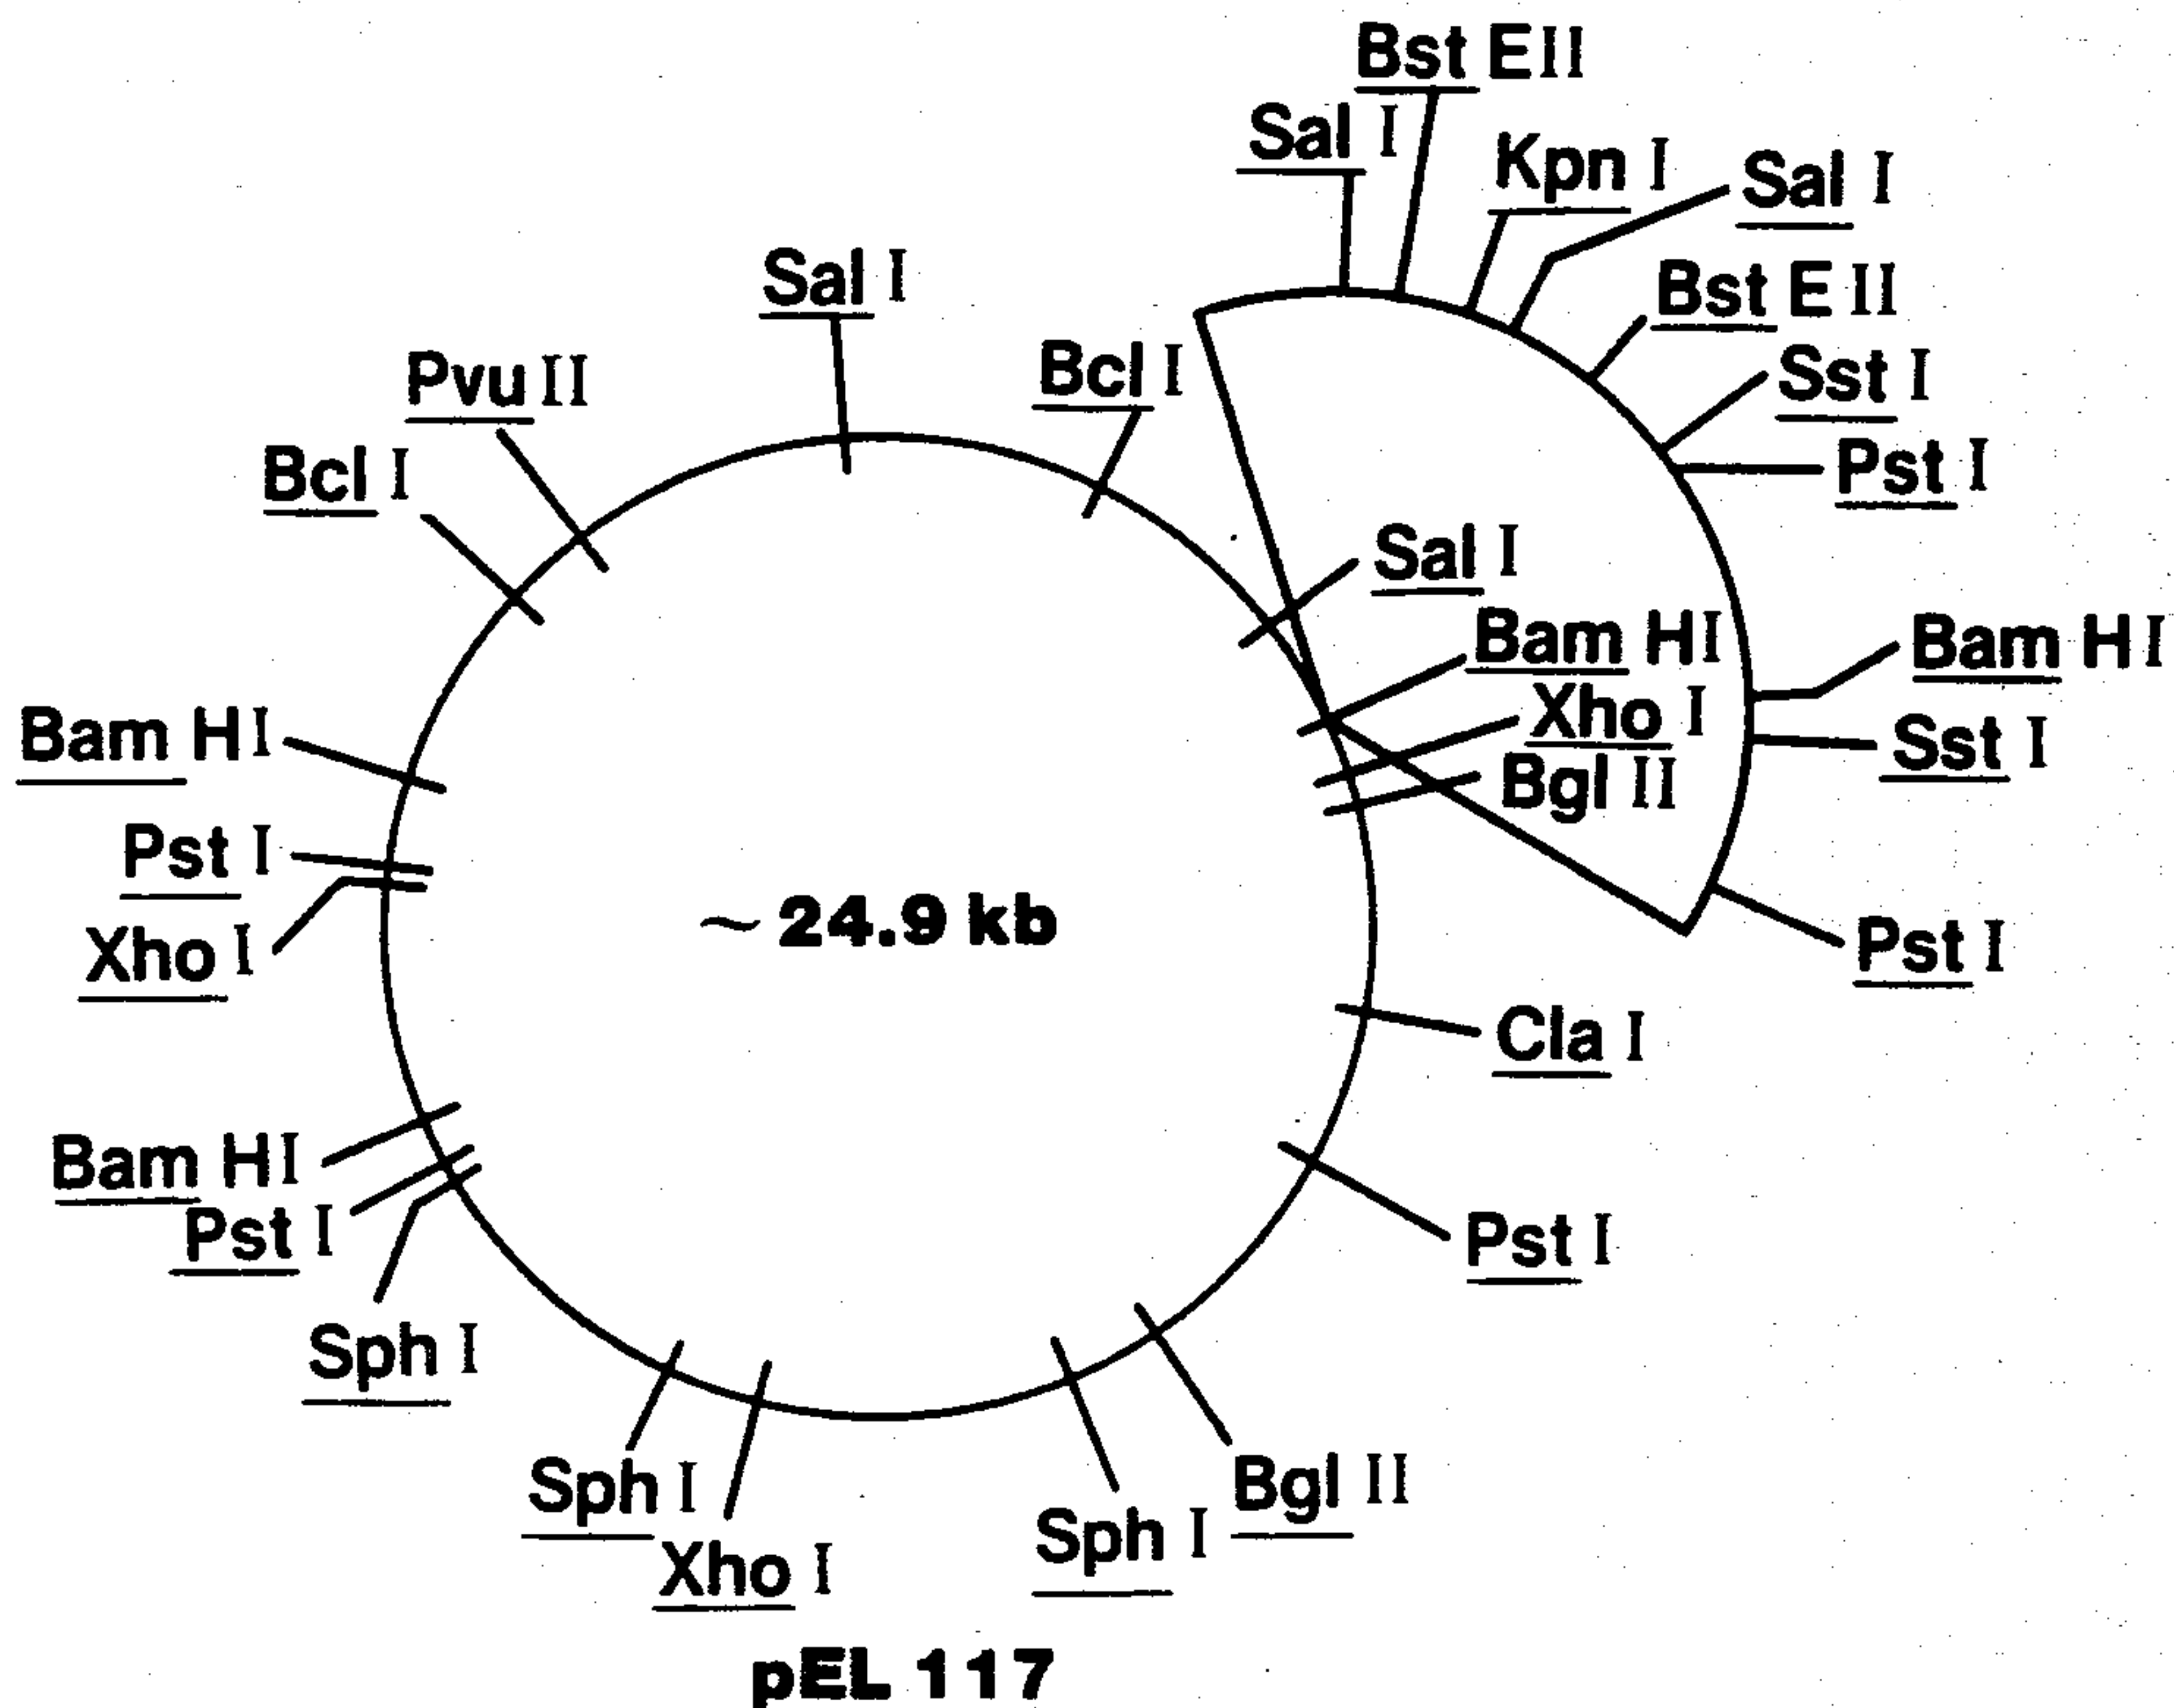 Bst EII
Sal I
Kpn I
Sal I
Sal I
Bst E II
Bcl I
Pvu II
Sst I
Bcl I
Pst I
Sal I
Bam HI
Bam HI
Xho I
Bam HI
Sst I
Bgl II
Pst I
~ 24.9 kb
Xho I
Pst I
Cla I
Bam HI
Pst I
Pst I
Sph I
Sph I
Bgl II
Sph I
Xho I
pEL 117